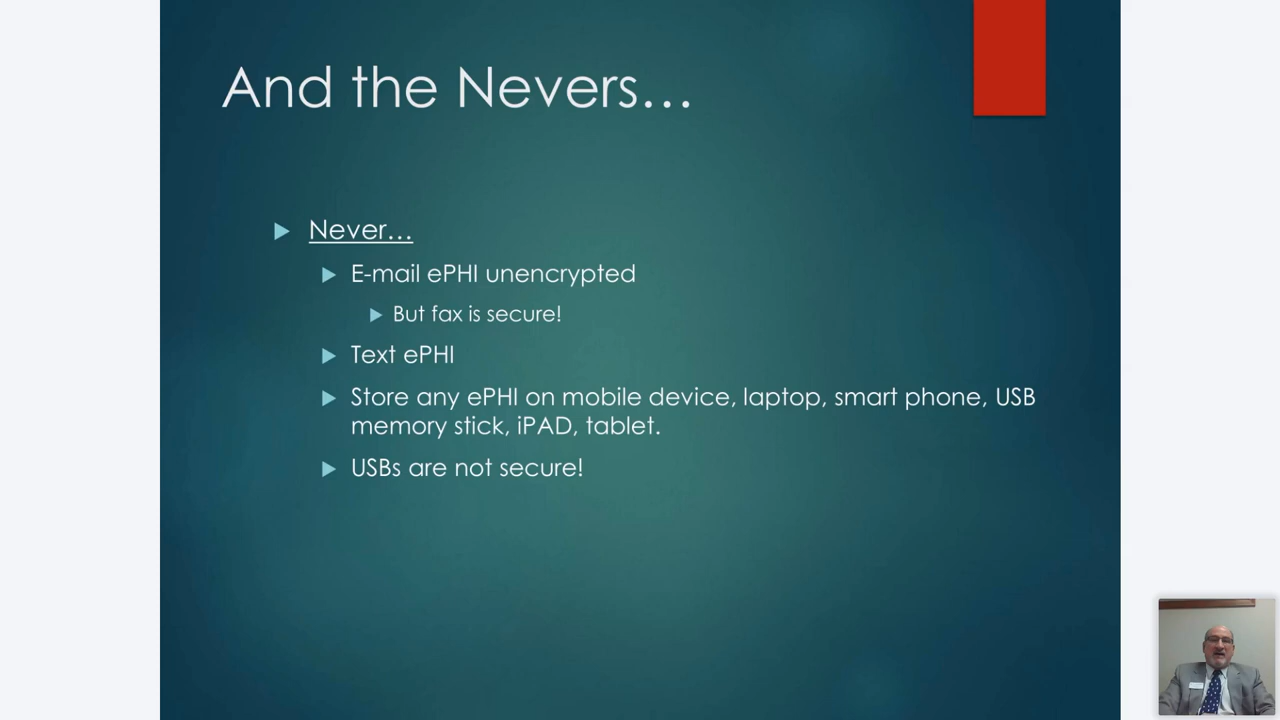 And the Nevers…
Never…
E-mail ePHI unencrypted
But fax is secure!
Text ePHI
Store any ePHI on mobile device, laptop, smart phone, USB
memory stick, iPAD, tablet.
USBs are not secure!